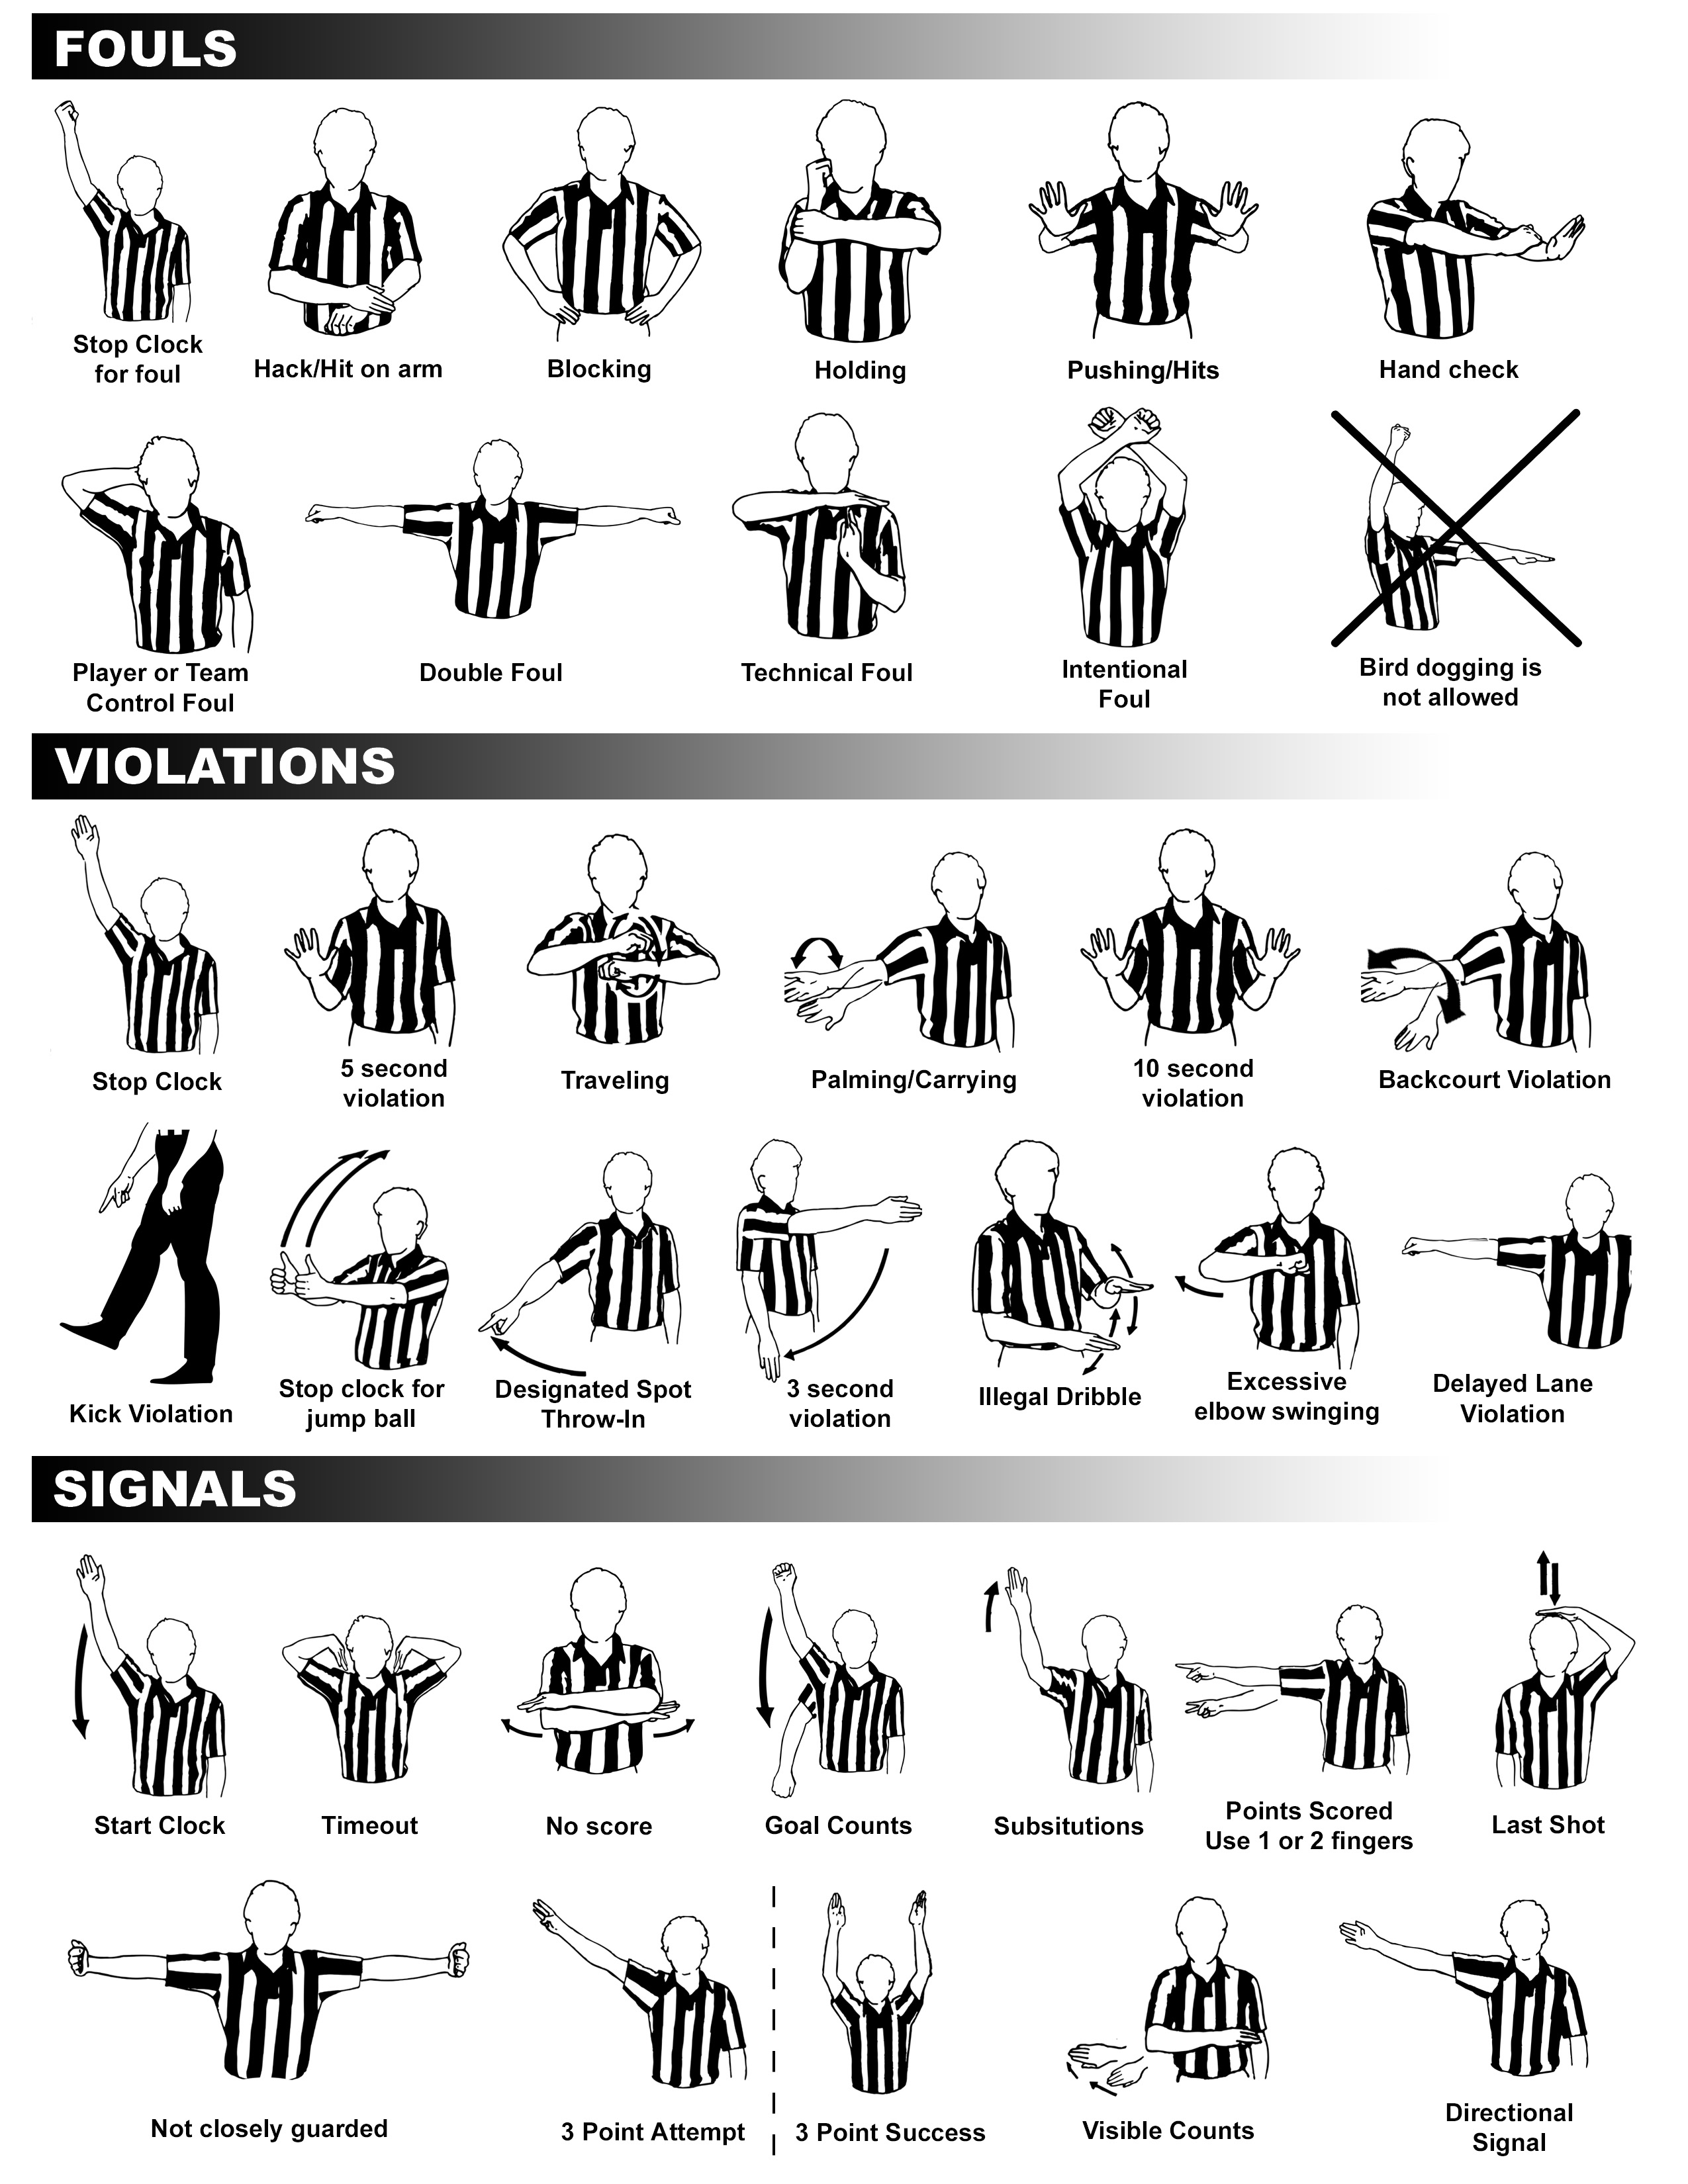 FOULS
Stop Clock
for foul
Hack/Hit on arm
Blocking
Holding
Pushing/Hits
Hand check
Player or Team
Control Foul
Double Foul
Technical Foul
Intentional
Foul
Bird dogging is
not allowed
VIOLATIONS
Stop Clock
5 second
violation
Traveling
Palming/Carrying
10 second
violation
Backcourt Violation
Kick Violation
Stop clock for
jump ball
Designated Spot
Throw-In
3 second
violation
Illegal Dribble
Excessive
elbow swinging
Delayed Lane
Violation
SIGNALS
Start Clock
Timeout
No score
Goal Counts
Subsitutions
Points Scored
Use 1 or 2 fingers
Last Shot
Not closely guarded
3 Point Attempt
3 Point Success
Visible Counts
Directional
Signal